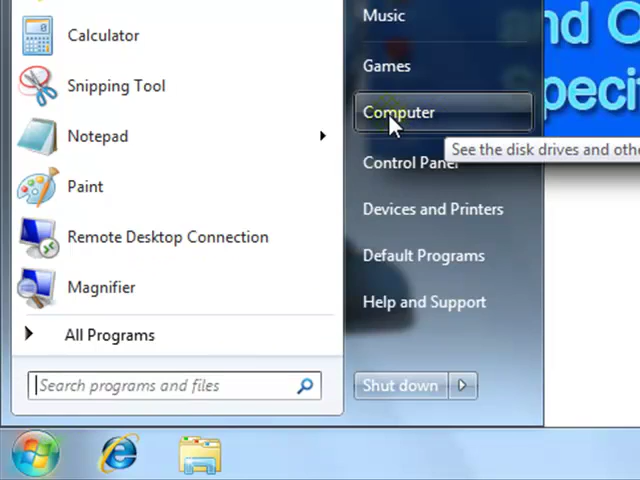 Calculator
Snipping Tool
Notepad
Paint
Remote Desktop Connection
Magnifier
All Programs
Search programs and files
Music
Games
Computer
See the disk drives and othe
Control Panel
Devices and Printers
Default Programs
Help and Support
Shut down
and